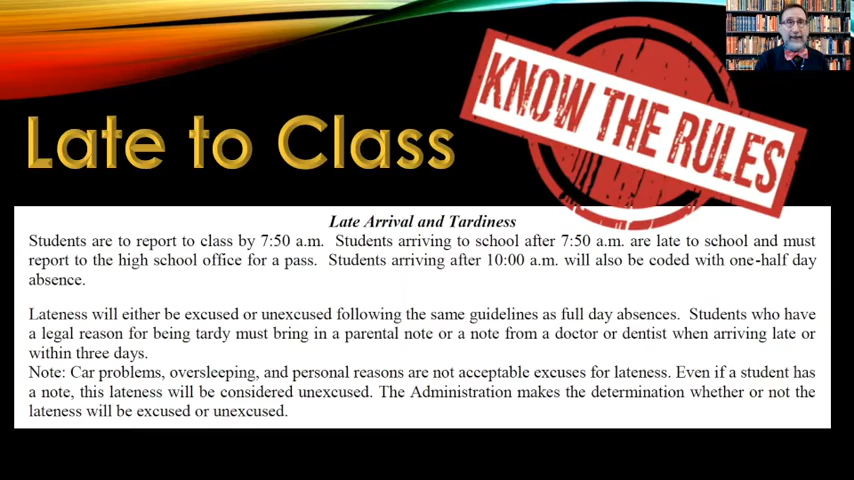 KNOW THE RULES
Late to Class
Late Arrival and Tardiness
Students are to report to class by 7:50 a.m. Students arriving to school after 7:50 a.m. are late to school and must
report to the high school office for a pass. Students arriving after 10:00 a.m. will also be coded with one-half day
absence.
Lateness will either be excused or unexcused following the same guidelines as full day absences. Students who have
a legal reason for being tardy must bring in a parental note or a note from a doctor or dentist when arriving late or
within three days.
Note: Car problems, oversleeping, and personal reasons are not acceptable excuses for lateness. Even if a student has
a note, this lateness will be considered unexcused. The Administration makes the determination whether or not the
lateness will be excused or unexcused.